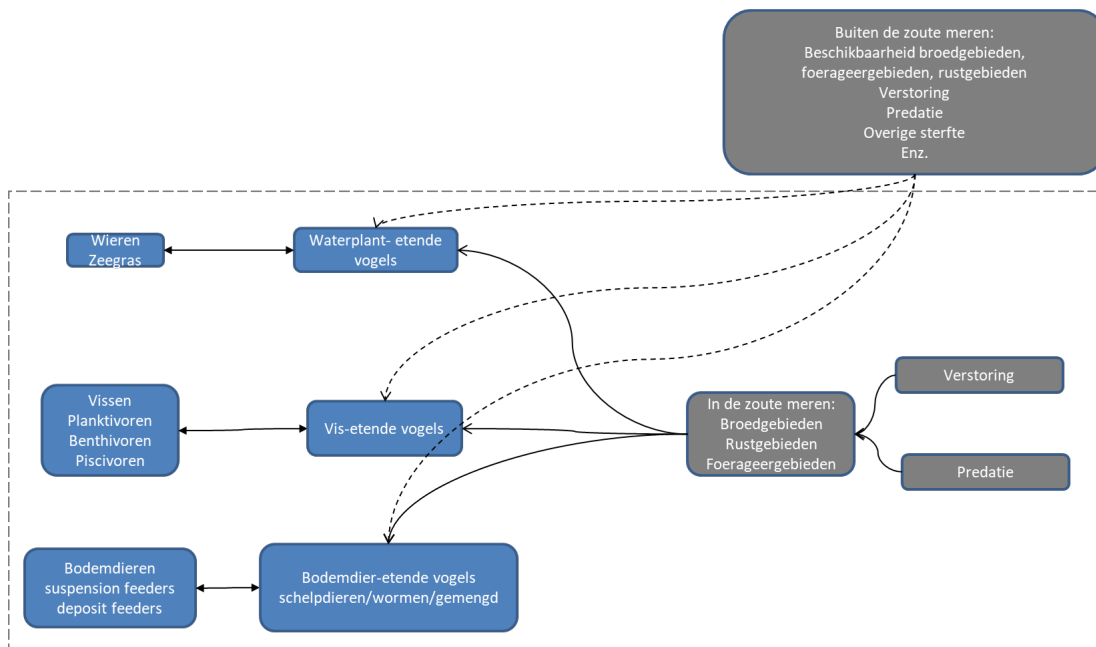 Buiten de zoute meren:
Beschikbaarheid broedgebieden,
foerageergebieden, rustgebieden
Verstoring
Predatie
Overige sterfte
Enz.
Wieren
Zeegras
Waterplant- etende
vogels
Vissen
Planktivoren
Benthivoren
Piscivoren
Vis-etende vogels
In de zoute meren:
Broedgebieden
Rustgebieden
Foerageergebieden
Verstoring
Predatie
Bodemdieren
suspension feeders
deposit feeders
Bodemdier-etende vogels
schelpdieren/wormen/gemengd